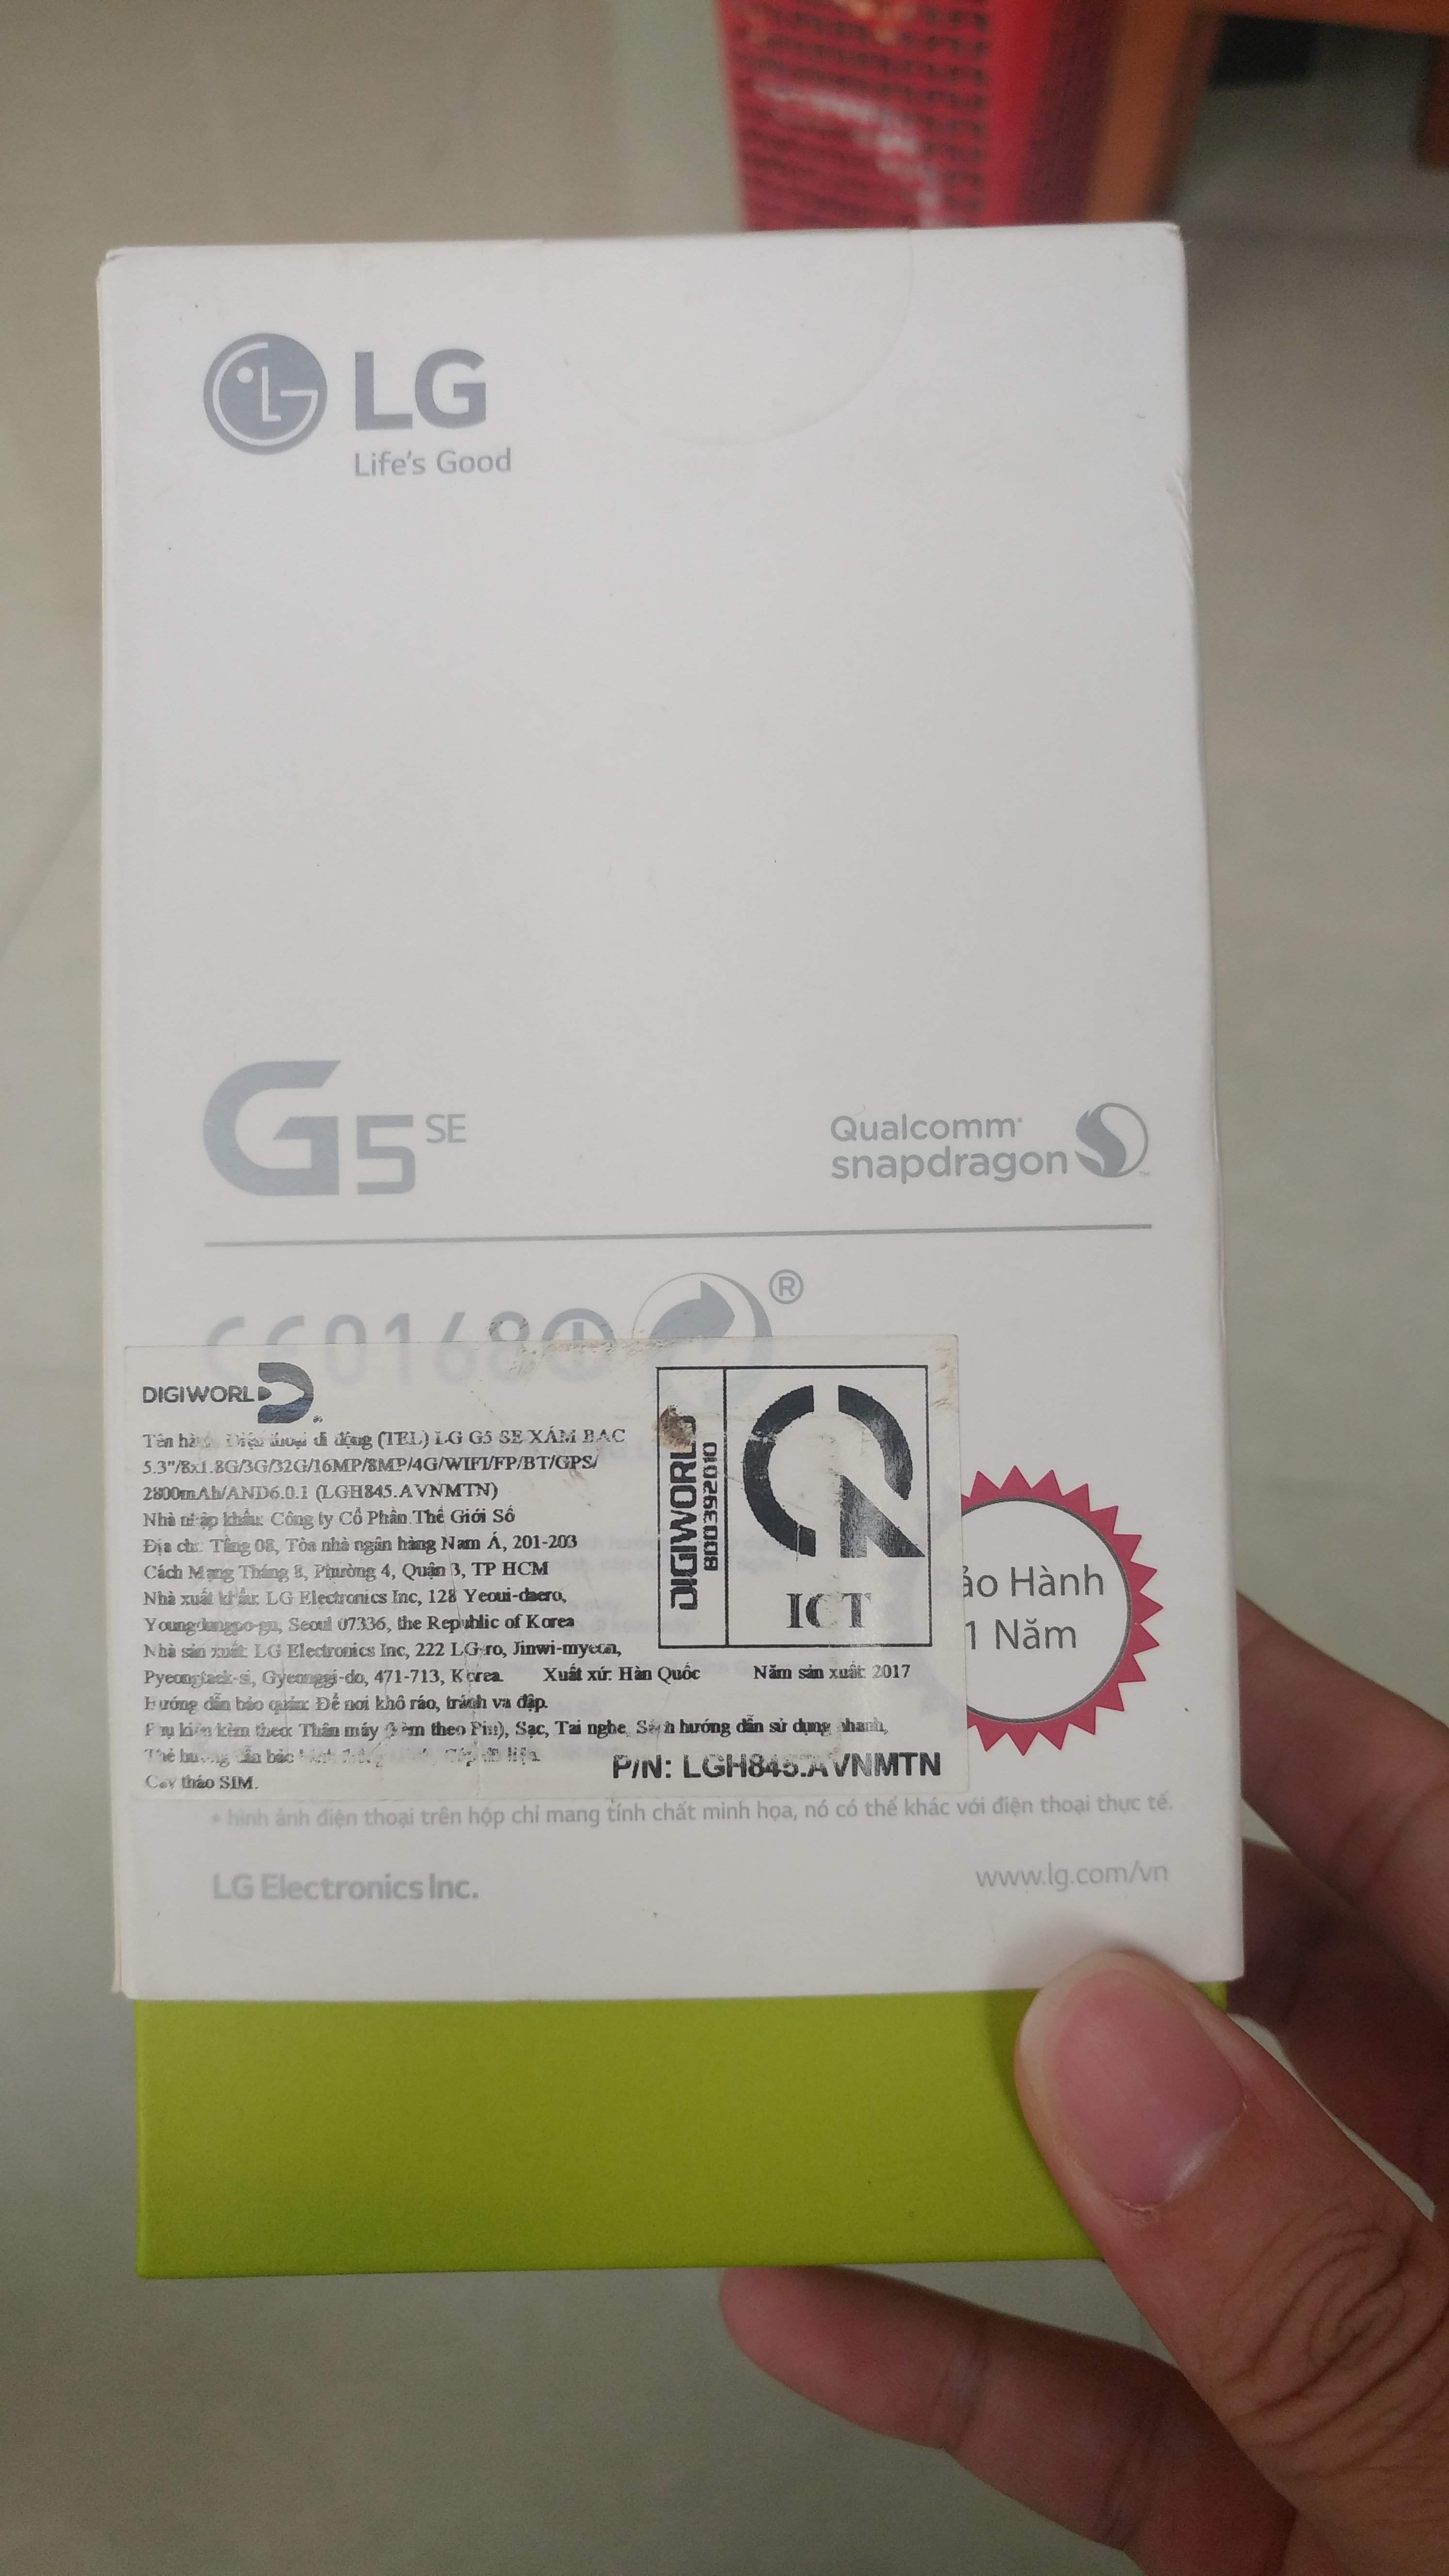 LG
Life's Good
G5 SE
Qualcomm
snapdragon
CE0168
®
DIGIWORLD
Tên hàng: Điện thoại di động (TEL) LG G5 SE XÁM BẠC
5.3"/8x1.8G/3G/32G/16MP/8MP/4G/WIFI/FP/BT/GPS/
2800mAh/AND6.0.1 (LGH845.AVNMTN)
Nhà nhập khẩu: Công ty Cổ Phần Thế Giới Số
Địa chỉ: Tầng 08, Tòa nhà ngân hàng Nam Á, 201-203
Cách Mạng Tháng 8, Phường 4, Quận 3, TP HCM
Nhà xuất khẩu: LG Electronics Inc, 128 Yeoui-daero,
Youngdungpo-gu, Seoul 07336, the Republic of Korea
Nhà sản xuất: LG Electronics Inc, 222 LG-ro, Jinwi-myeon,
Pyeongtaek-si, Gyeonggi-do, 471-713, Korea. Xuất xứ: Hàn Quốc Năm sản xuất: 2017
Hướng dẫn bảo quản: Để nơi khô ráo, tránh va đập.
Phụ kiện kèm theo: Thân máy (kèm theo Pin), Sạc, Tai nghe, Sách hướng dẫn sử dụng nhanh,
Cây tháo SIM.
P/N: LGH845.AVNMTN
DIGIWORLD
B00392010
ICT
ảo Hành
1 Năm
* hình ảnh điện thoại trên hộp chỉ mang tính chất minh họa, nó có thể khác với điện thoại thực tế.
LG Electronics Inc.
www.lg.com/vn